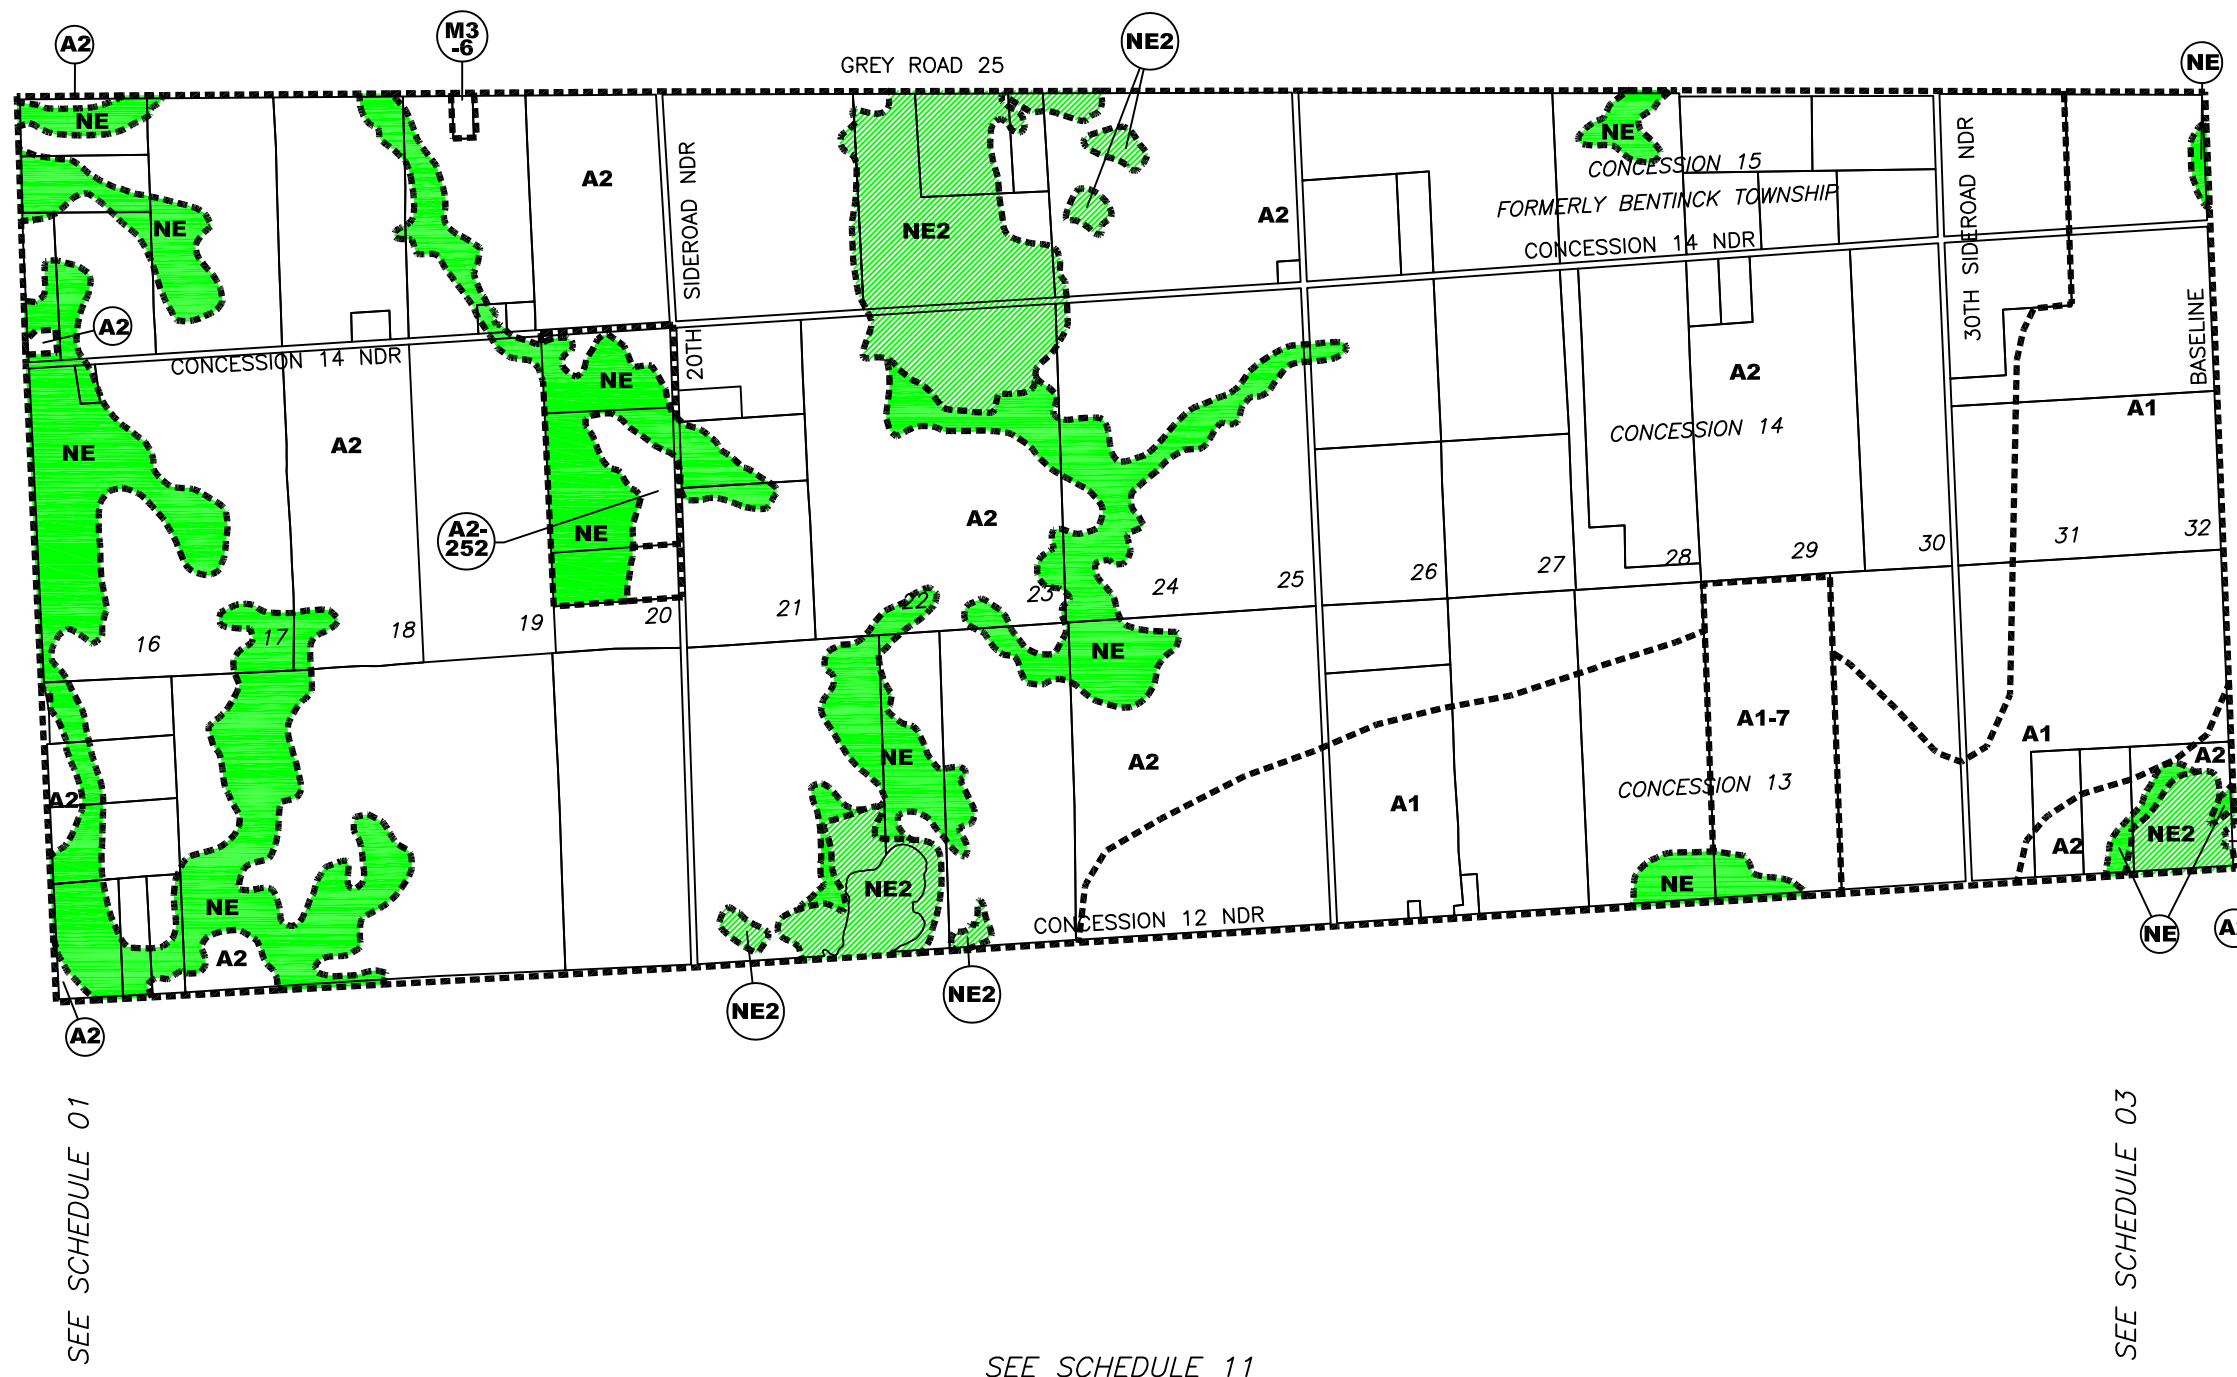 A2
M3
-6
NE2
NE
GREY ROAD 25
NE
NE
A2
SIDEROAD NDR
NE2
A2
CONCESSION 15
FORMERLY BENTINCK TOWNSHIP
CONCESSION 14 NDR
30TH SIDEROAD NDR
NE
A2
CONCESSION 14 NDR
20TH
NE
A2
A1
BASELINE
CONCESSION 14
NE
A2
A2-
252
NE
A2
16
17
18
19
20
21
22
23
24
25
26
27
28
29
30
31
32
NE
NE
A2
A1-7
A1
A2
A2
A1
CONCESSION 13
NE2
A2
NE
A2
NE2
NE
CONCESSION 12 NDR
NE
NE2
NE2
A2
SEE SCHEDULE 01
SEE SCHEDULE 03
SEE SCHEDULE 11